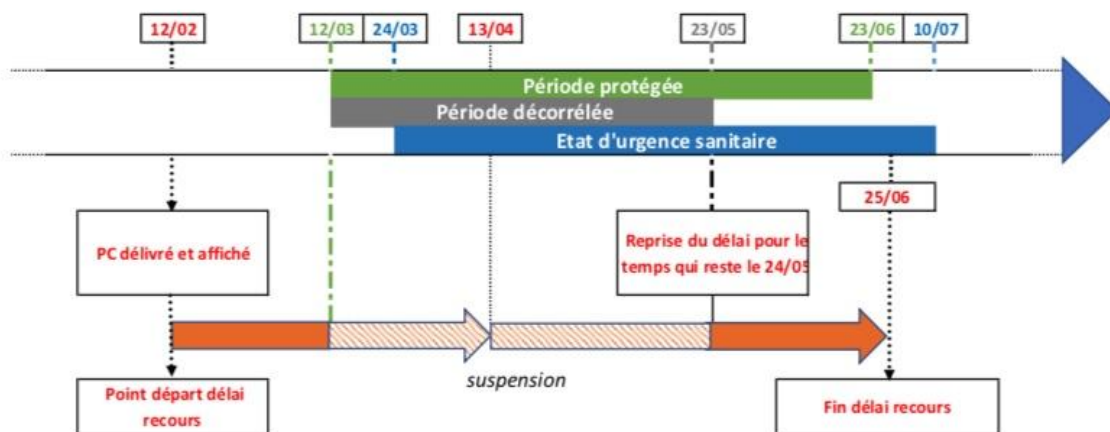 12/02
12/03
24/03
13/04
23/05
23/06
10/07
Période protégée
Période décorrélée
Etat d'urgence sanitaire
25/06
PC délivré et affiché
Reprise du délai pour le
temps qui reste le 24/05
suspension
Point départ délai
recours
Fin délai recours